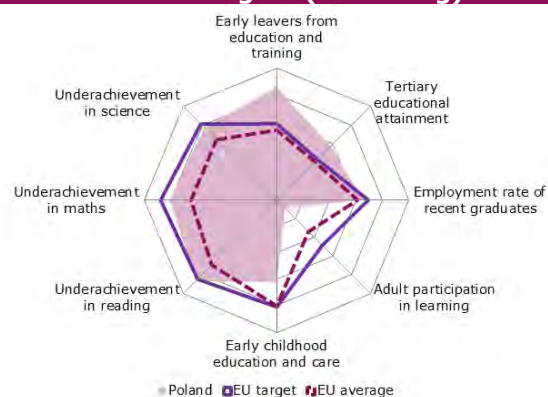 Early leavers from
education and
training
Tertiary
educational
attainment
Employment rate of
recent graduates
Adult participation
in learning
Early childhood
education and care
Underachievement
in reading
Underachievement
in maths
Underachievement
in science
Poland EU target EU average